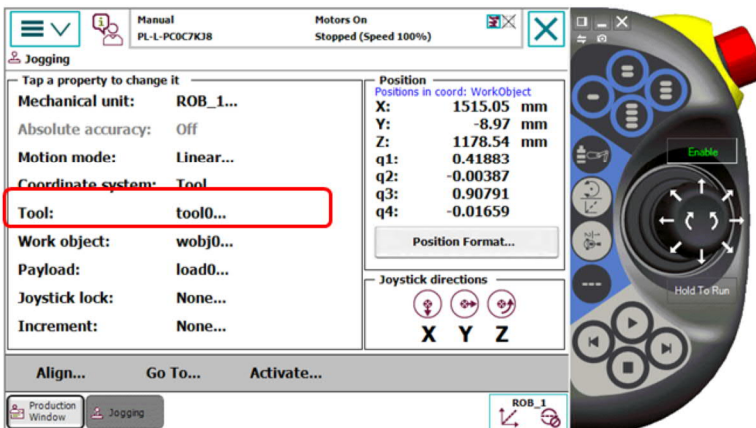 Manual
PL-L-PC0C7KJ8
Motors On
Stopped (Speed 100%)
Jogging
Tap a property to change it
Mechanical unit: ROB_1...
Absolute accuracy: Off
Motion mode: Linear...
Coordinate system: Tool...
Tool: tool0...
Work object: wobj0...
Payload: load0...
Joystick lock: None...
Increment: None...
Position
Positions in coord: WorkObject
X: 1515.05 mm
Y: -8.97 mm
Z: 1178.54 mm
q1: 0.41883
q2: -0.00387
q3: 0.90791
q4: -0.01659
Position Format...
Joystick directions
X Y Z
Align... Go To... Activate...
Production
Window
Jogging
ROB_1
Enable
Hold To Run